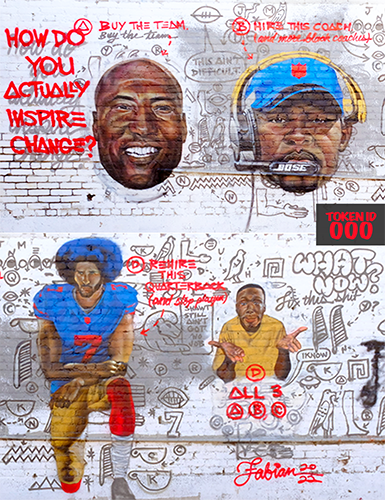 HOW DO
YOU
ACTUALLY
INSPIRE
CHANGE?
A BUY THE TEAM,
Buy the team
B HIRE THIS COACH,
(and more black coaches)
THIS AIN'T
DIFFICULT.
BOSE
TOKEN ID
000
REHIRE
THIS
QUARTERBACK
(and stop playin')
7
WHAT
NOW?
Fix this shit
I KNOW
D
ALL 3
A B C
Fabian 2021